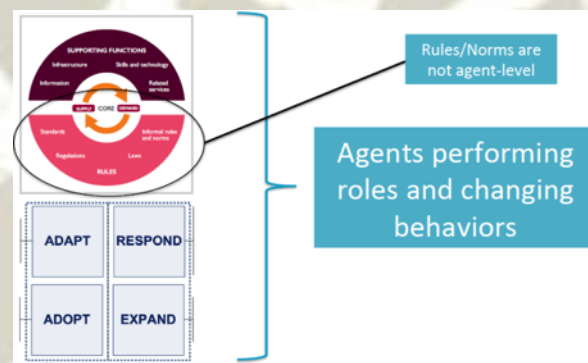 SUPPORTING FUNCTIONS
Infrastructure
Skills and technology
Information
Related
services
SUPPLY
CORE
DEMAND
Standards
Informal rules
and norms
Regulations
Laws
RULES
Rules/Norms are
not agent-level
Agents performing
roles and changing
behaviors
ADAPT
RESPOND
ADOPT
EXPAND